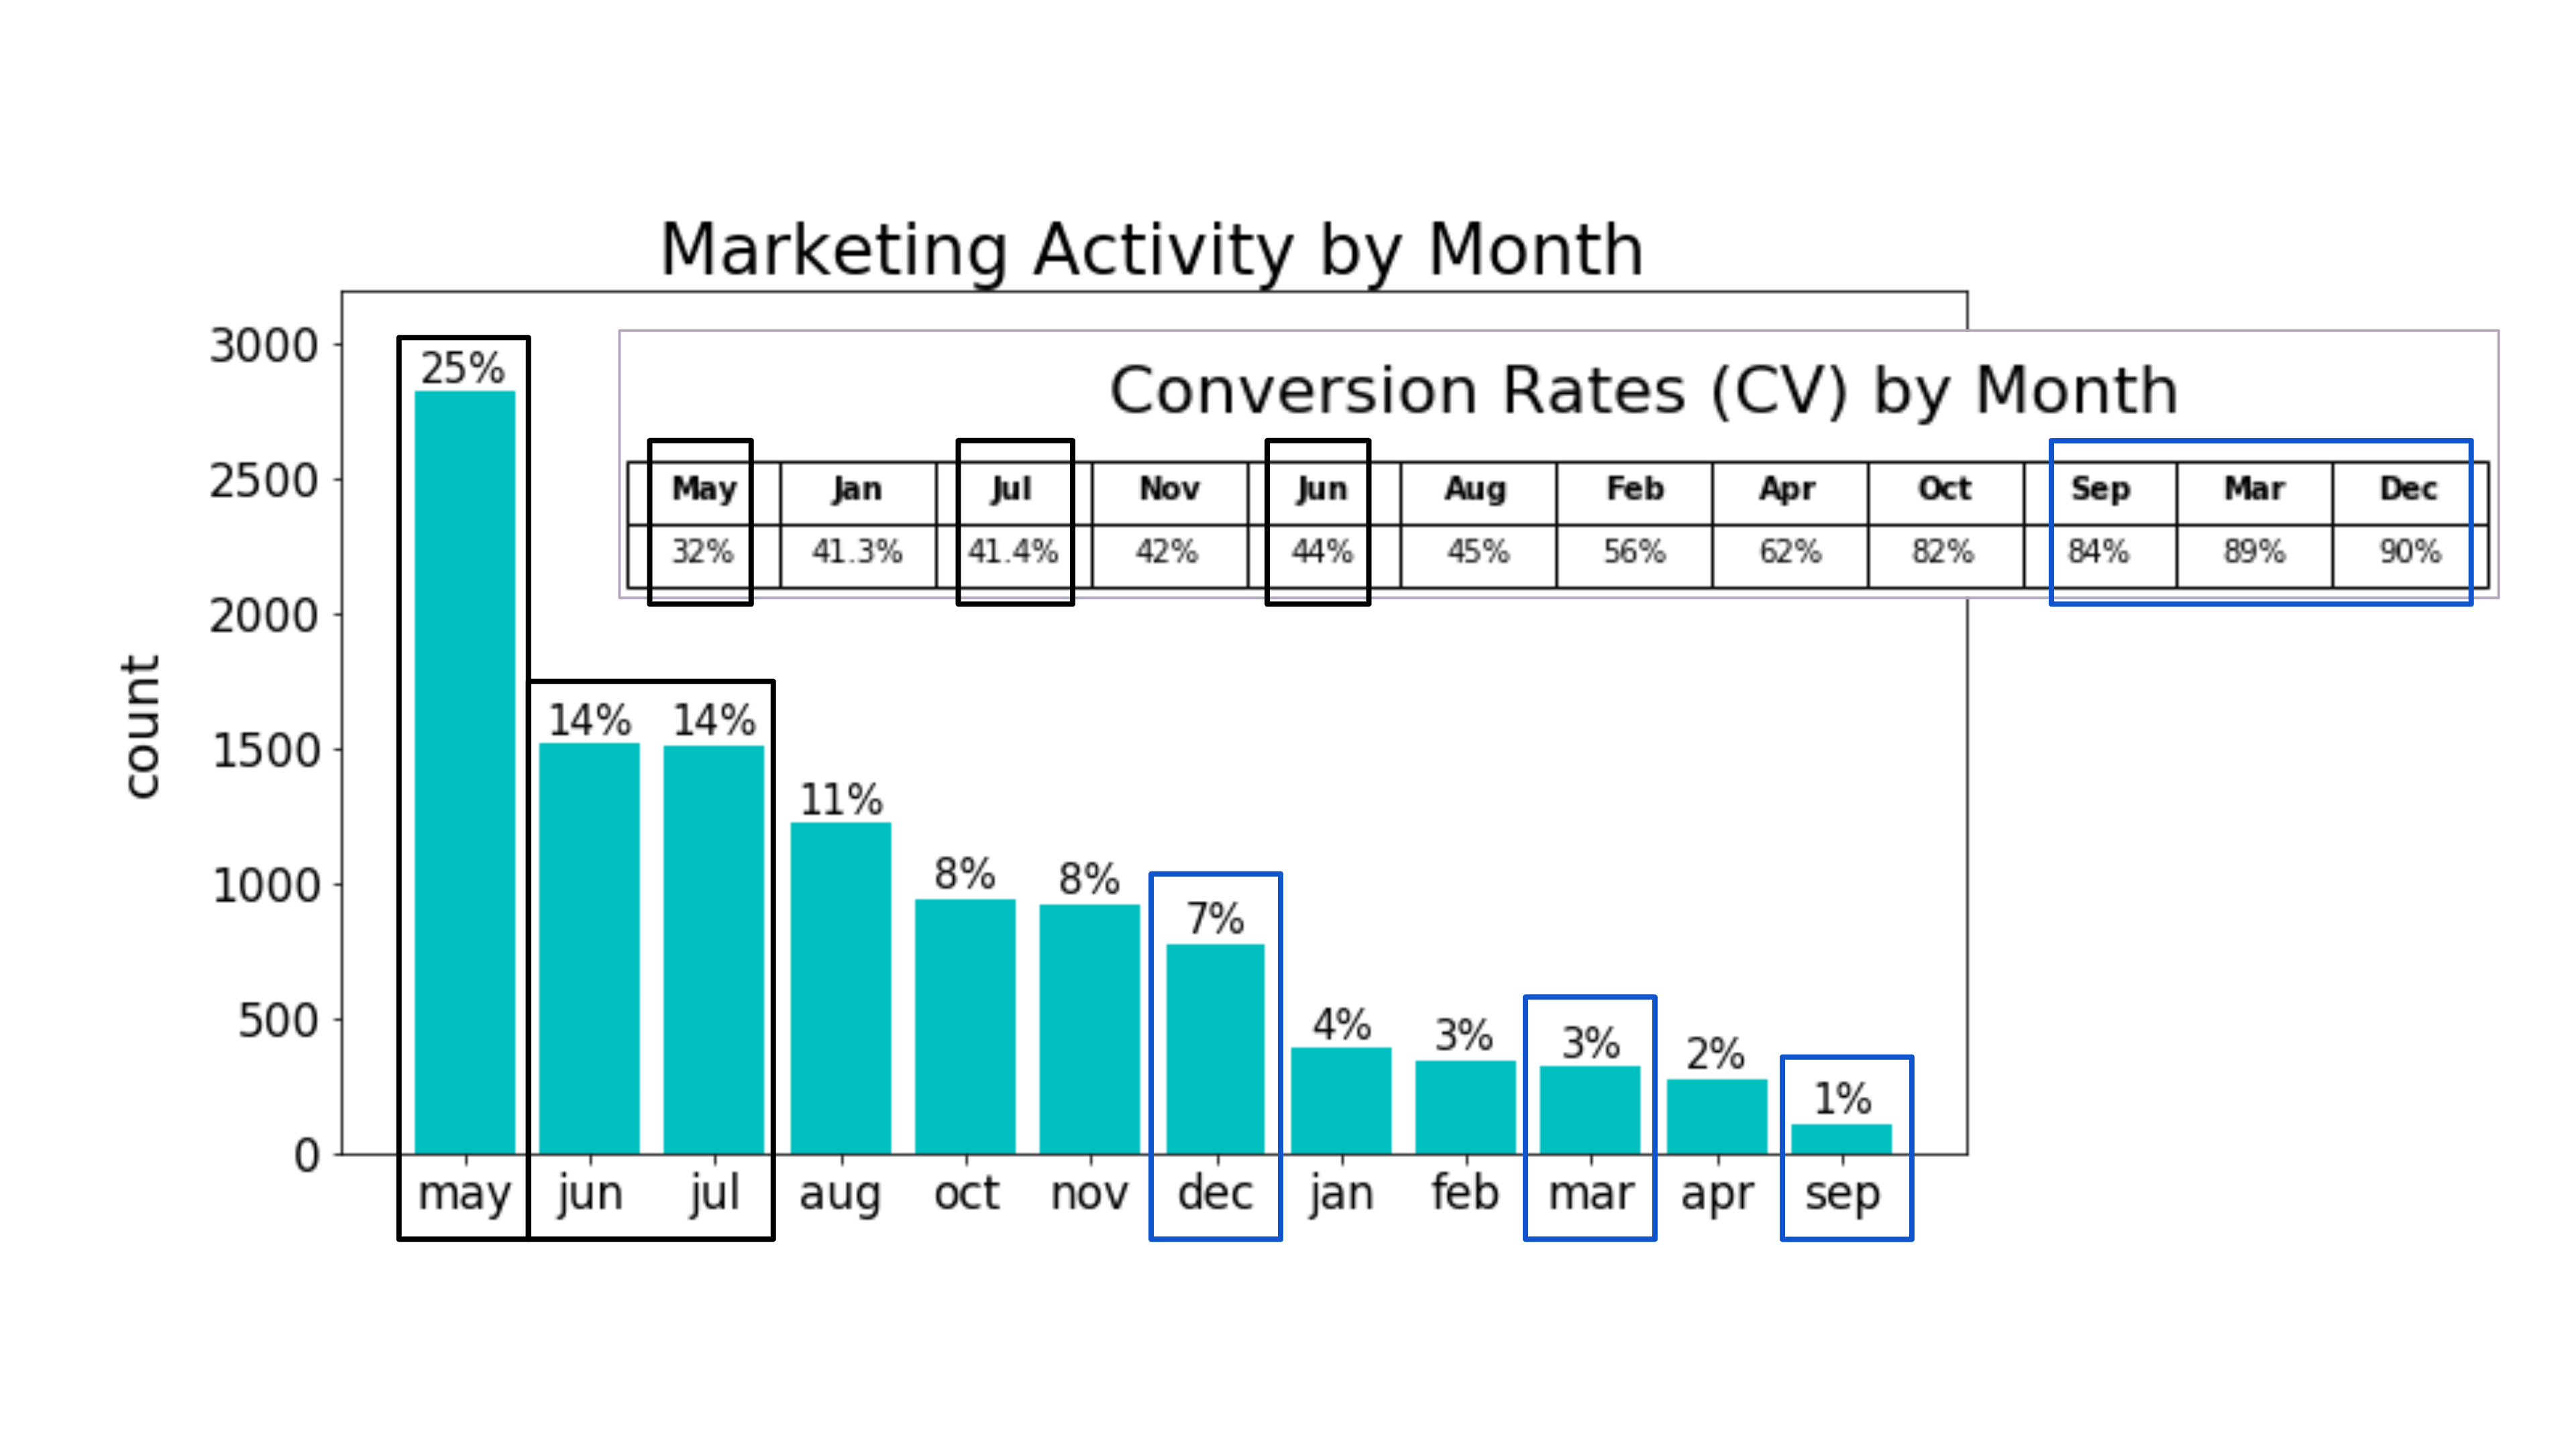 Marketing Activity by Month
Conversion Rates (CV) by Month
May Jan Jul Nov Jun Aug Feb Apr Oct Sep Mar Dec
32% 41.3% 41.4% 42% 44% 45% 56% 62% 82% 84% 89% 90%
count
3000
2500
2000
1500
1000
500
0
25%
14% 14%
11%
8% 8%
7%
4% 3% 3% 2% 1%
may jun jul aug oct nov dec jan feb mar apr sep